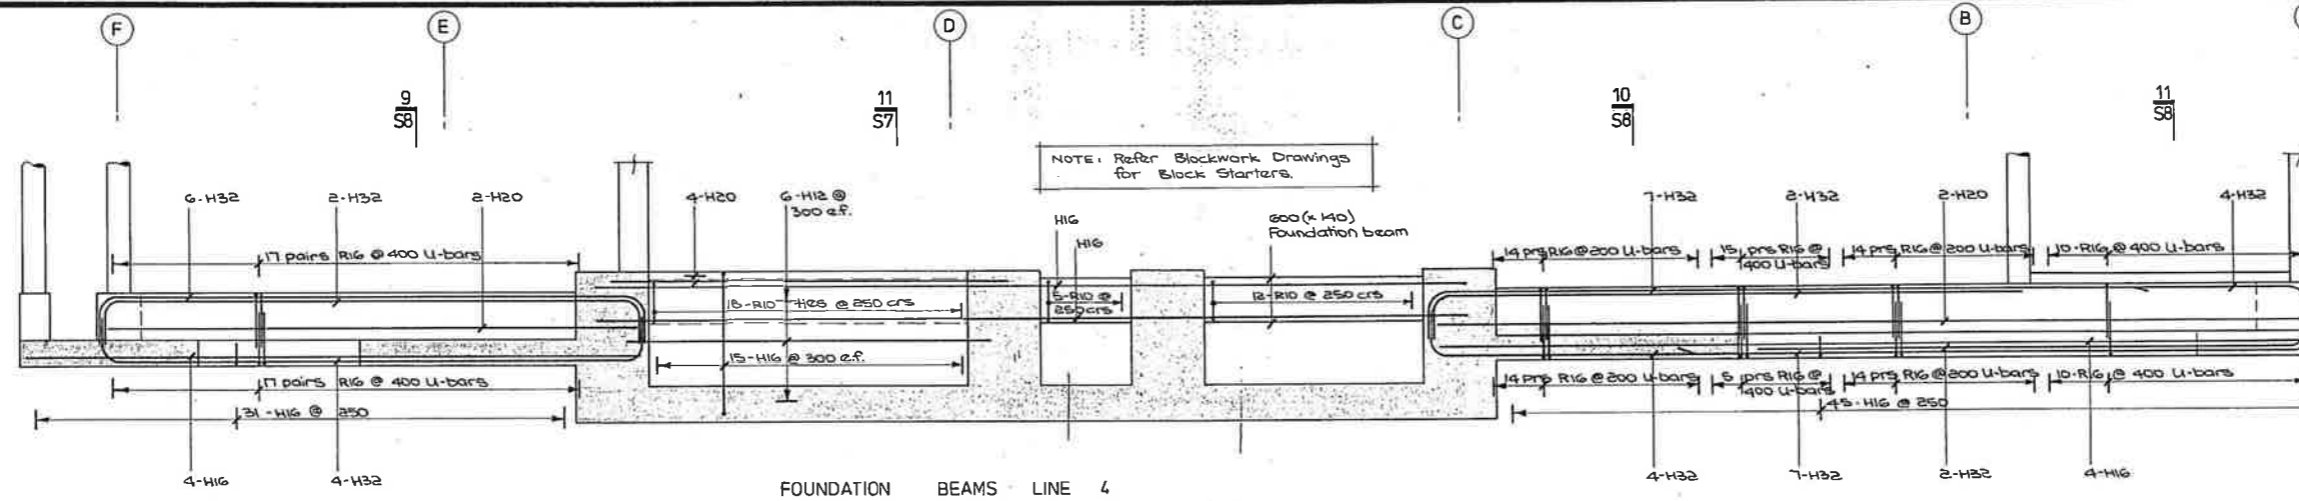 F
E
D
C
B
9
S8
11
S7
10
S8
11
S8
NOTE: Refer Blockwork Drawings
for Block Starters.
6-H32
2-H32
2-H20
4-H20
6-H12 @
300 e.f.
H16
H16
600 (x 140)
Foundation beam
7-H32
2-H32
2-H20
4-H32
17 pairs R16 @ 400 U-bars
14 prs R16 @ 200 U-bars
15 prs R16 @
400 U-bars
14 prs R16 @ 200 U-bars
10-R16 @ 400 U-bars
18-R10 ties @ 250 crs
5-R10 @
250 crs
12-R10 @ 250 crs
15-H16 @ 300 e.f.
17 pairs R16 @ 400 U-bars
14 prs R16 @ 200 U-bars
5 prs R16 @
400 U-bars
14 prs R16 @ 200 U-bars
10-R16 @ 400 U-bars
31-H16 @ 250
45-H16 @ 250
4-H16
4-H32
4-H32
7-H32
2-H32
4-H16
FOUNDATION BEAMS LINE 4